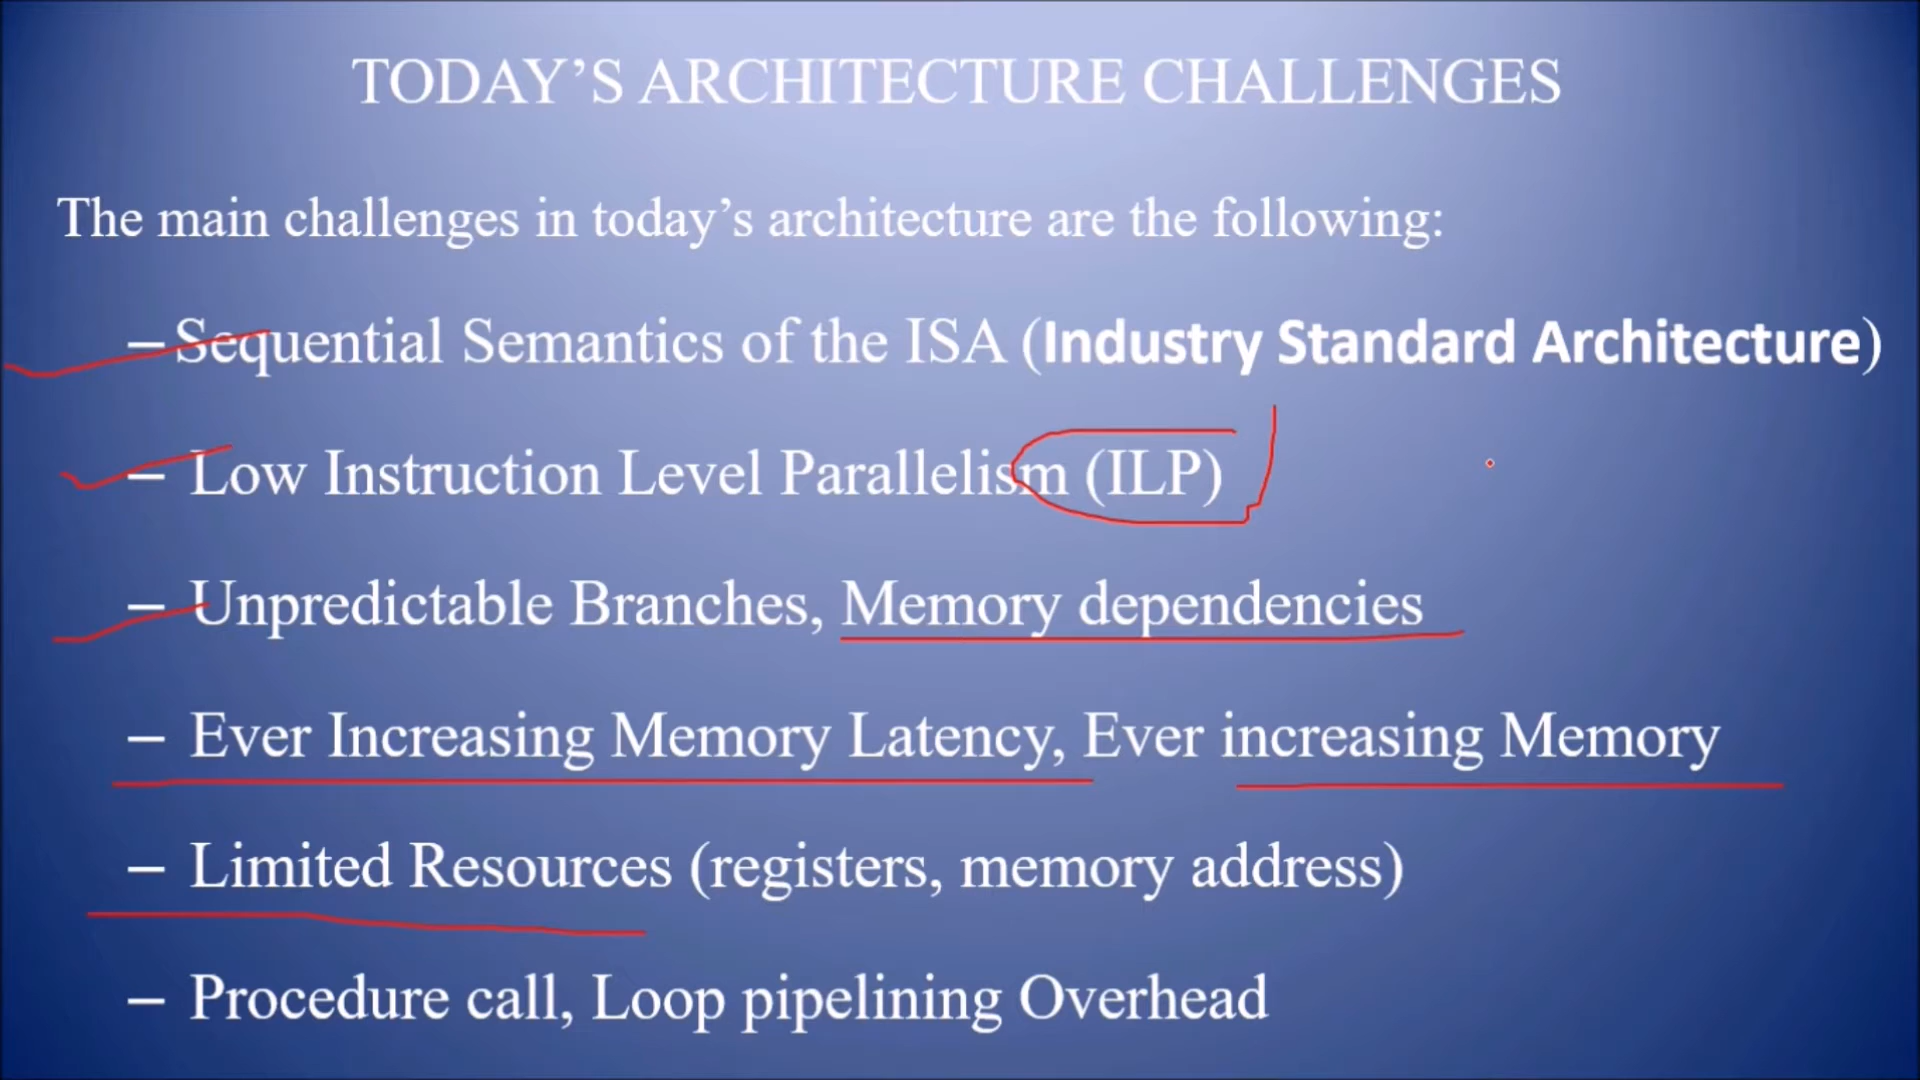 TODAY’S ARCHITECTURE CHALLENGES
The main challenges in today’s architecture are the following:
– Sequential Semantics of the ISA (Industry Standard Architecture)
– Low Instruction Level Parallelism (ILP)
– Unpredictable Branches, Memory dependencies
– Ever Increasing Memory Latency, Ever increasing Memory
– Limited Resources (registers, memory address)
– Procedure call, Loop pipelining Overhead